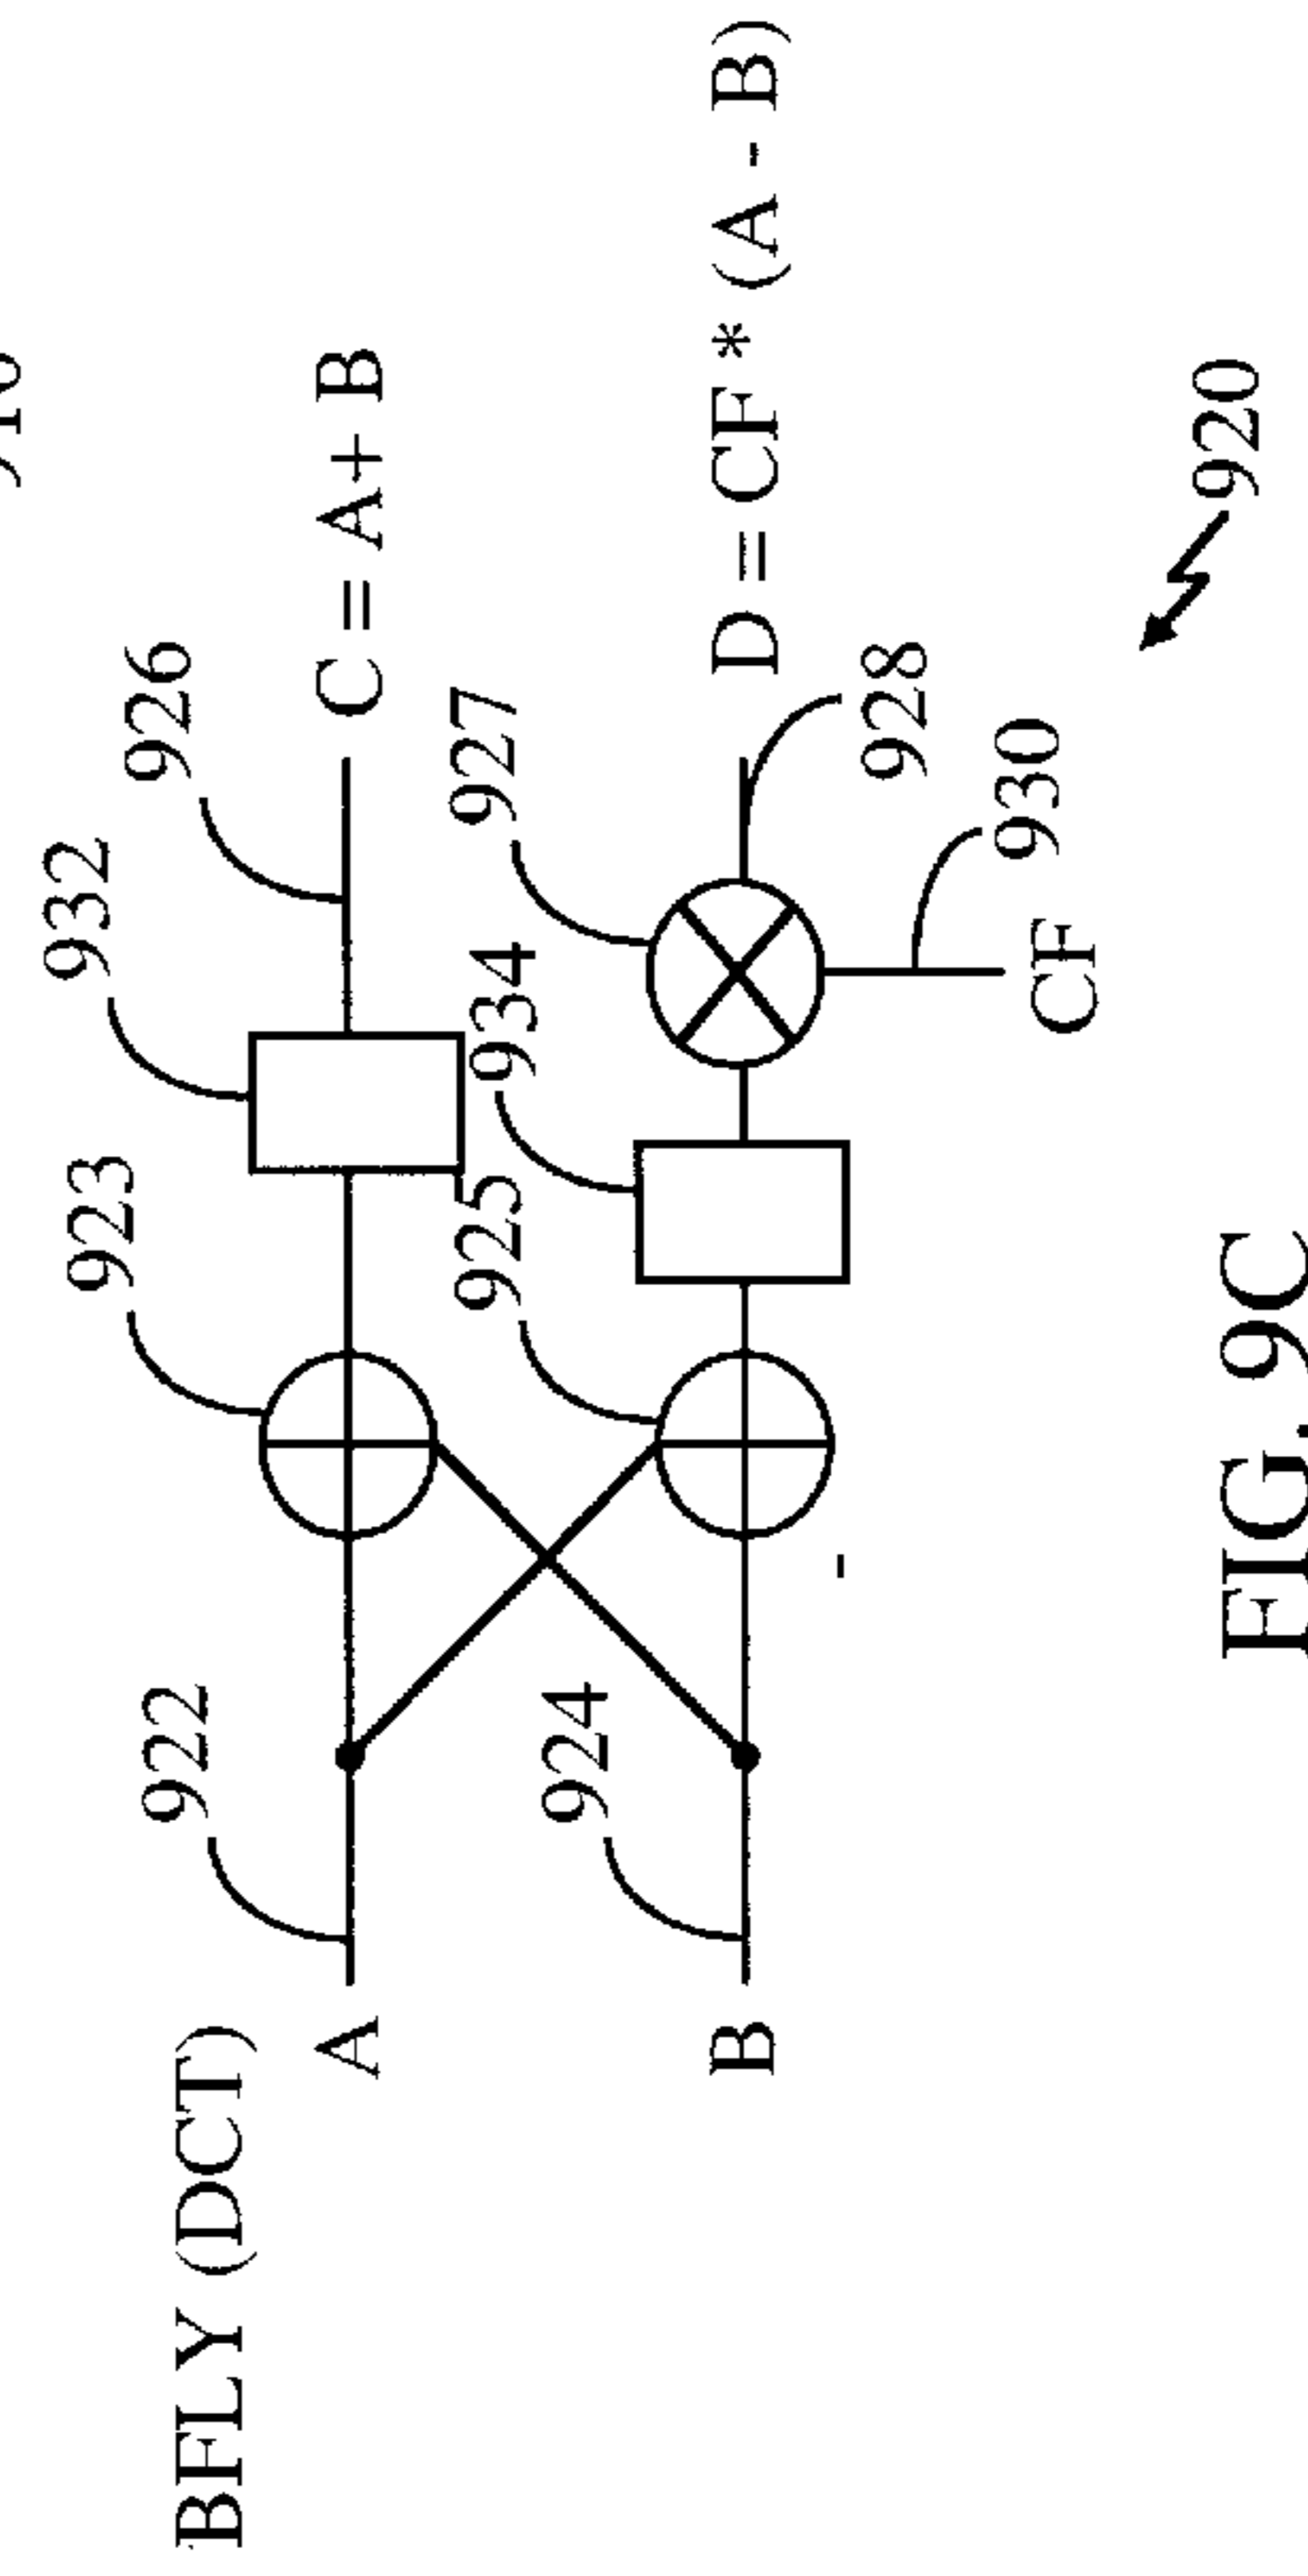 BFLY (DCT)
922
923
932
926
A
C = A+ B
924
925
934
927
B
-
D = CF * (A - B)
928
CF
930
920
FIG. 9C